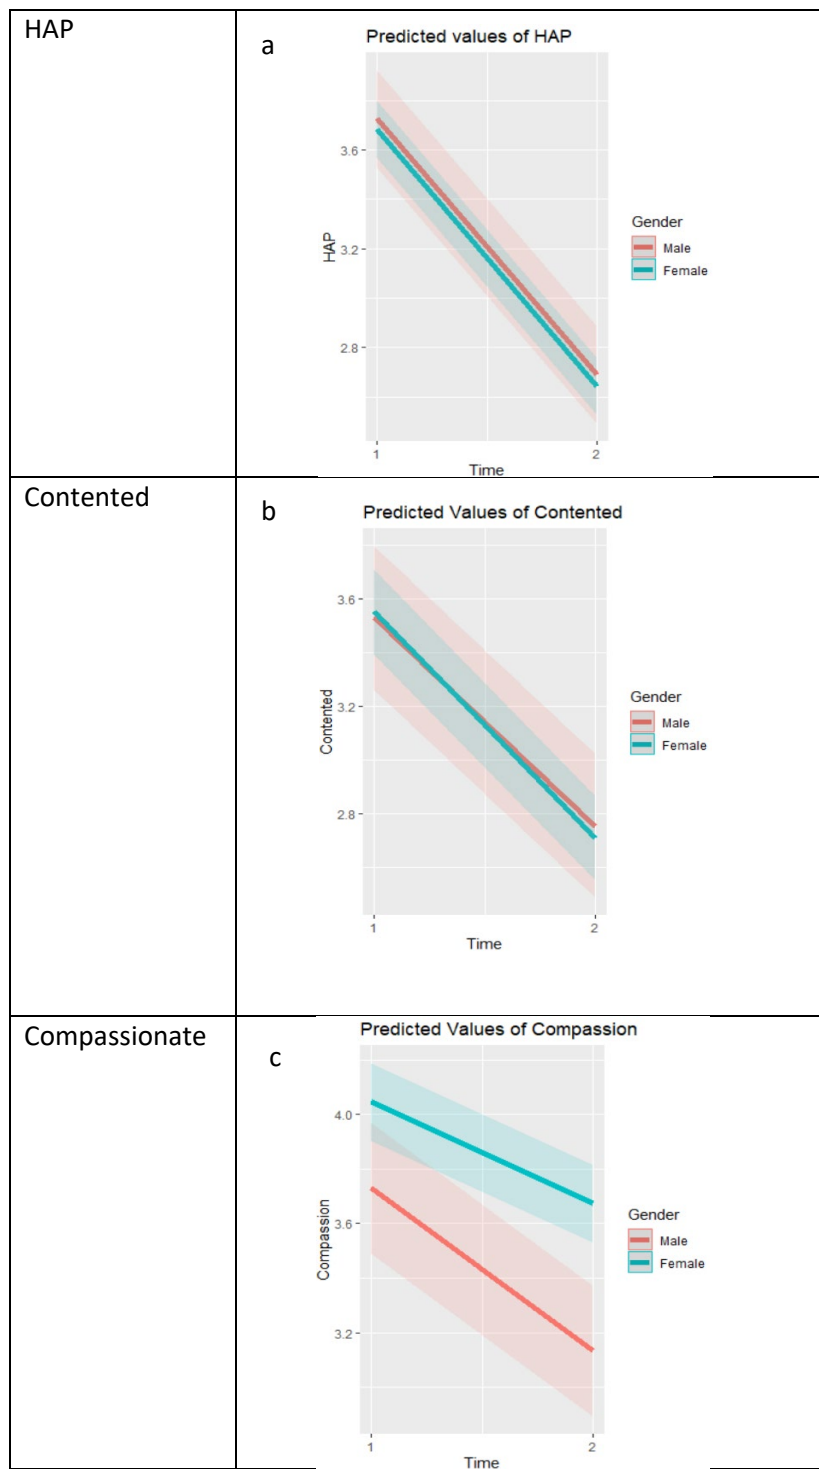 HAP
a
Predicted values of HAP
3.6
3.2
2.8
HAP
1
2
Time
Gender
Male
Female
Contented
b
Predicted Values of Contented
3.6
3.2
2.8
Contented
1
2
Time
Gender
Male
Female
Compassionate
c
Predicted Values of Compassion
4.0
3.6
3.2
Compassion
1
2
Time
Gender
Male
Female